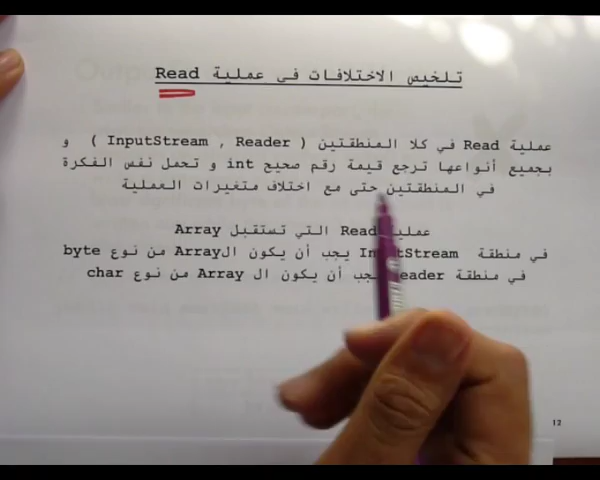 تلخيص الاختلافات في عملية Read
عملية Read في كلا المنطقتين ( InputStream , Reader ) و
بجميع أنواعها ترجع قيمة رقم صحيح int و تحمل نفس الفكرة
في المنطقتين حتى مع اختلاف متغيرات العملية
عملية Read التي تستقبل Array
في منطقة InputStream يجب أن يكون الArray من نوع byte
في منطقة Reader يجب أن يكون ال Array من نوع char
12